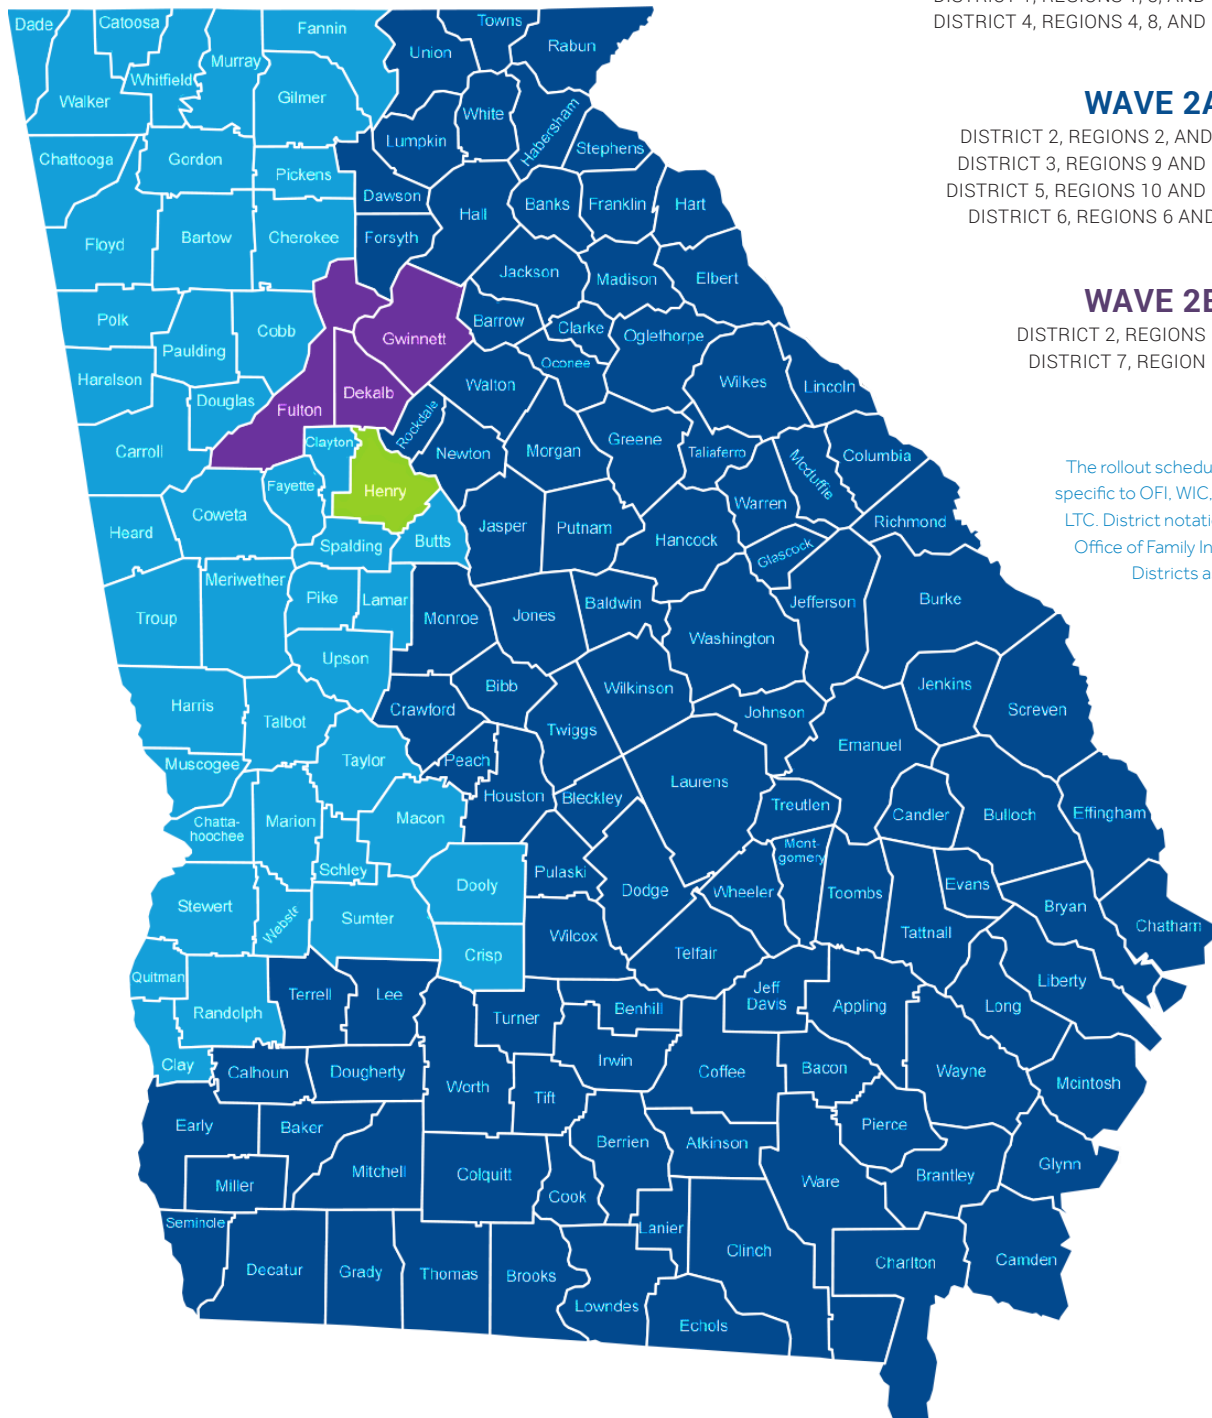 DISTRICT 4, REGIONS 4, 8, AND
WAVE 2A
DISTRICT 2, REGIONS 2, AND
DISTRICT 3, REGIONS 9 AND
DISTRICT 5, REGIONS 10 AND
DISTRICT 6, REGIONS 6 AND
WAVE 2B
DISTRICT 2, REGIONS
DISTRICT 7, REGION
The rollout schedu
specific to OFI, WIC,
LTC. District notati
Office of Family In
Districts a
Dade
Catoosa
Fannin
Towns
Union
Rabun
Whitfield
Murray
Walker
Gilmer
White
Habersham
Lumpkin
Stephens
Chattooga
Gordon
Pickens
Dawson
Hall
Banks
Franklin
Hart
Floyd
Bartow
Cherokee
Forsyth
Jackson
Madison
Elbert
Polk
Paulding
Cobb
Gwinnett
Barrow
Clarke
Oglethorpe
Oconee
Haralson
Douglas
Fulton
Dekalb
Rockdale
Walton
Wilkes
Lincoln
Carroll
Clayton
Newton
Morgan
Greene
Taliaferro
Mcduffie
Columbia
Fayette
Henry
Heard
Coweta
Spalding
Butts
Jasper
Putnam
Hancock
Warren
Richmond
Glascock
Troup
Meriwether
Pike
Lamar
Monroe
Jones
Baldwin
Washington
Jefferson
Burke
Upson
Harris
Talbot
Crawford
Bibb
Twiggs
Wilkinson
Johnson
Jenkins
Screven
Emanuel
Muscogee
Taylor
Peach
Houston
Bleckley
Laurens
Treutlen
Candler
Bulloch
Effingham
Chatta-
hoochee
Marion
Macon
Schley
Dooly
Pulaski
Dodge
Wheeler
Mont-
gomery
Toombs
Evans
Bryan
Stewert
Webstr
Sumter
Crisp
Wilcox
Telfair
Tattnall
Chatham
Quitman
Randolph
Terrell
Lee
Turner
Benhill
Jeff
Davis
Appling
Long
Liberty
Clay
Calhoun
Dougherty
Worth
Tift
Irwin
Coffee
Bacon
Wayne
Mcintosh
Early
Baker
Mitchell
Colquitt
Cook
Berrien
Atkinson
Pierce
Ware
Brantley
Glynn
Miller
Seminole
Decatur
Grady
Thomas
Brooks
Lanier
Lowndes
Clinch
Echols
Charlton
Camden